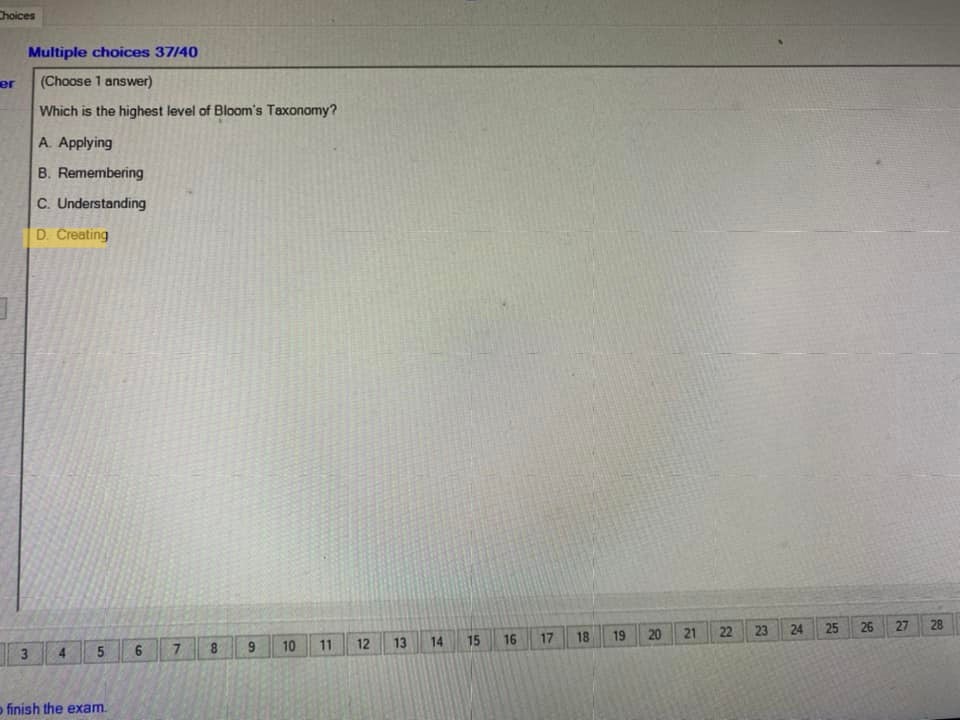 Choices
Multiple choices 37/40
er
(Choose 1 answer)
Which is the highest level of Bloom's Taxonomy?
A. Applying
B. Remembering
C. Understanding
D. Creating
3 4 5 6 7 8 9 10 11 12 13 14 15 16 17 18 19 20 21 22 23 24 25 26 27 28
finish the exam.